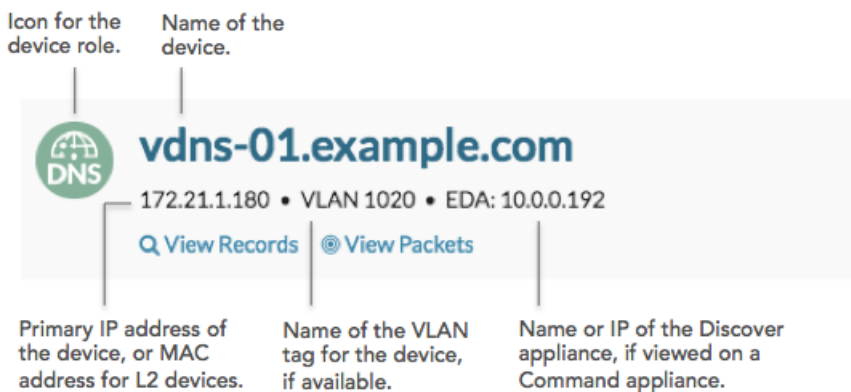 Icon for the
device role.
Name of the
device.
DNS
vdns-01.example.com
172.21.1.180 • VLAN 1020 • EDA: 10.0.0.192
View Records
View Packets
Primary IP address of
the device, or MAC
address for L2 devices.
Name of the VLAN
tag for the device,
if available.
Name or IP of the Discover
appliance, if viewed on a
Command appliance.